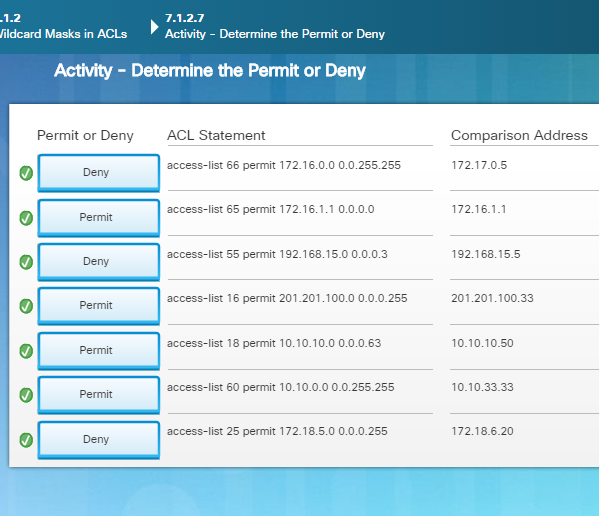 .1.2
Wildcard Masks in ACLs
7.1.2.7
Activity - Determine the Permit or Deny
Activity - Determine the Permit or Deny
Permit or Deny ACL Statement Comparison Address
Deny access-list 66 permit 172.16.0.0 0.0.255.255 172.17.0.5
Permit access-list 65 permit 172.16.1.1 0.0.0.0 172.16.1.1
Deny access-list 55 permit 192.168.15.0 0.0.0.3 192.168.15.5
Permit access-list 16 permit 201.201.100.0 0.0.0.255 201.201.100.33
Permit access-list 18 permit 10.10.10.0 0.0.0.63 10.10.10.50
Permit access-list 60 permit 10.10.0.0 0.0.255.255 10.10.33.33
Deny access-list 25 permit 172.18.5.0 0.0.0.255 172.18.6.20